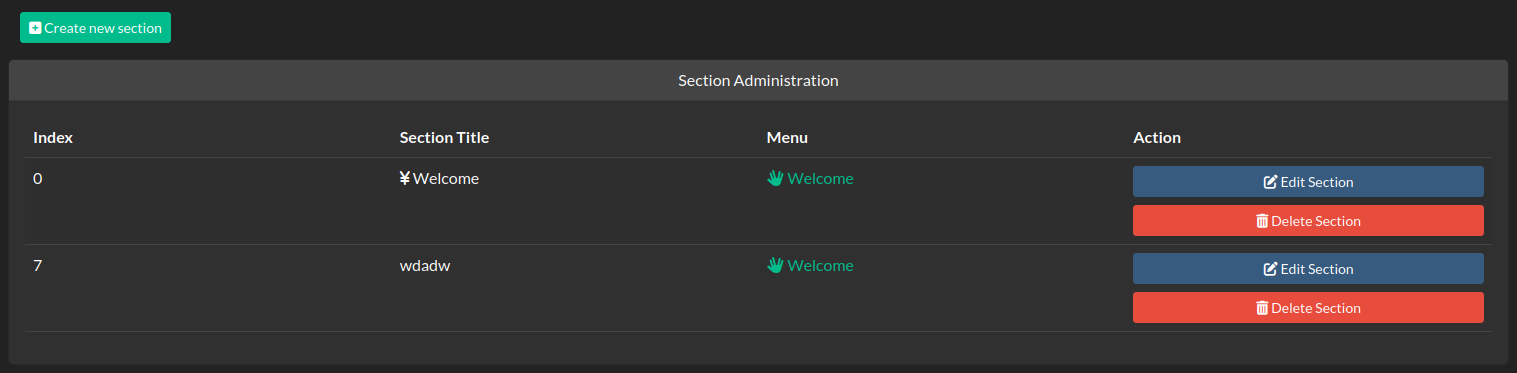 Create new section
Section Administration
Index Section Title Menu Action
0 ¥ Welcome Welcome Edit Section
Delete Section
7 wdadw Welcome Edit Section
Delete Section